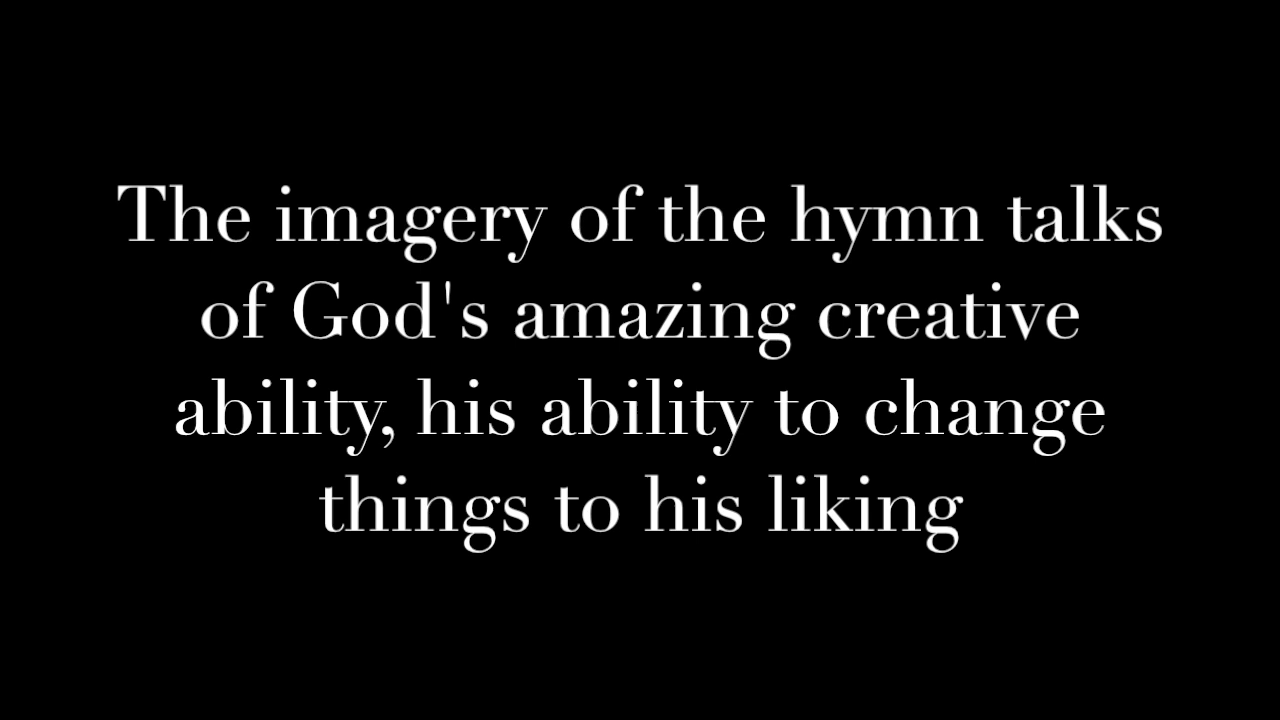 The imagery of the hymn talks
of God's amazing creative
ability, his ability to change
things to his liking